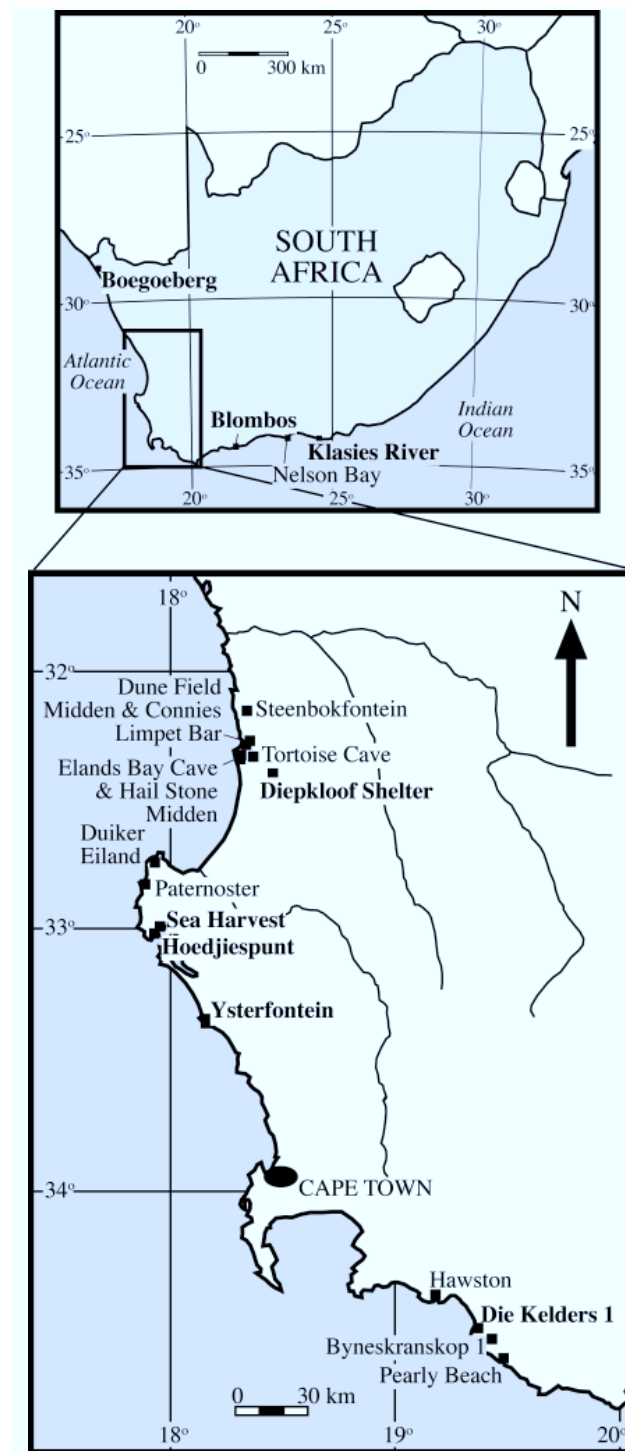 20°
25°
30°
0 300 km
25°
25°
SOUTH
AFRICA
Boegoeberg
30°
30°
Atlantic
Ocean
Blombos
Indian
Ocean
Klasies River
Nelson Bay
35°
35°
20°
25°
30°
18°
N
32°
Dune Field
Midden & Connies
Steenbokfontein
Limpet Bar
Tortoise Cave
Elands Bay Cave
& Hail Stone
Midden
Diepkloof Shelter
Duiker
Eiland
Paternoster
Sea Harvest
33°
Hoedjiespunt
Ysterfontein
34°
CAPE TOWN
Hawston
Die Kelders 1
Byneskranskop 1
Pearly Beach
0 30 km
18°
19°
20°